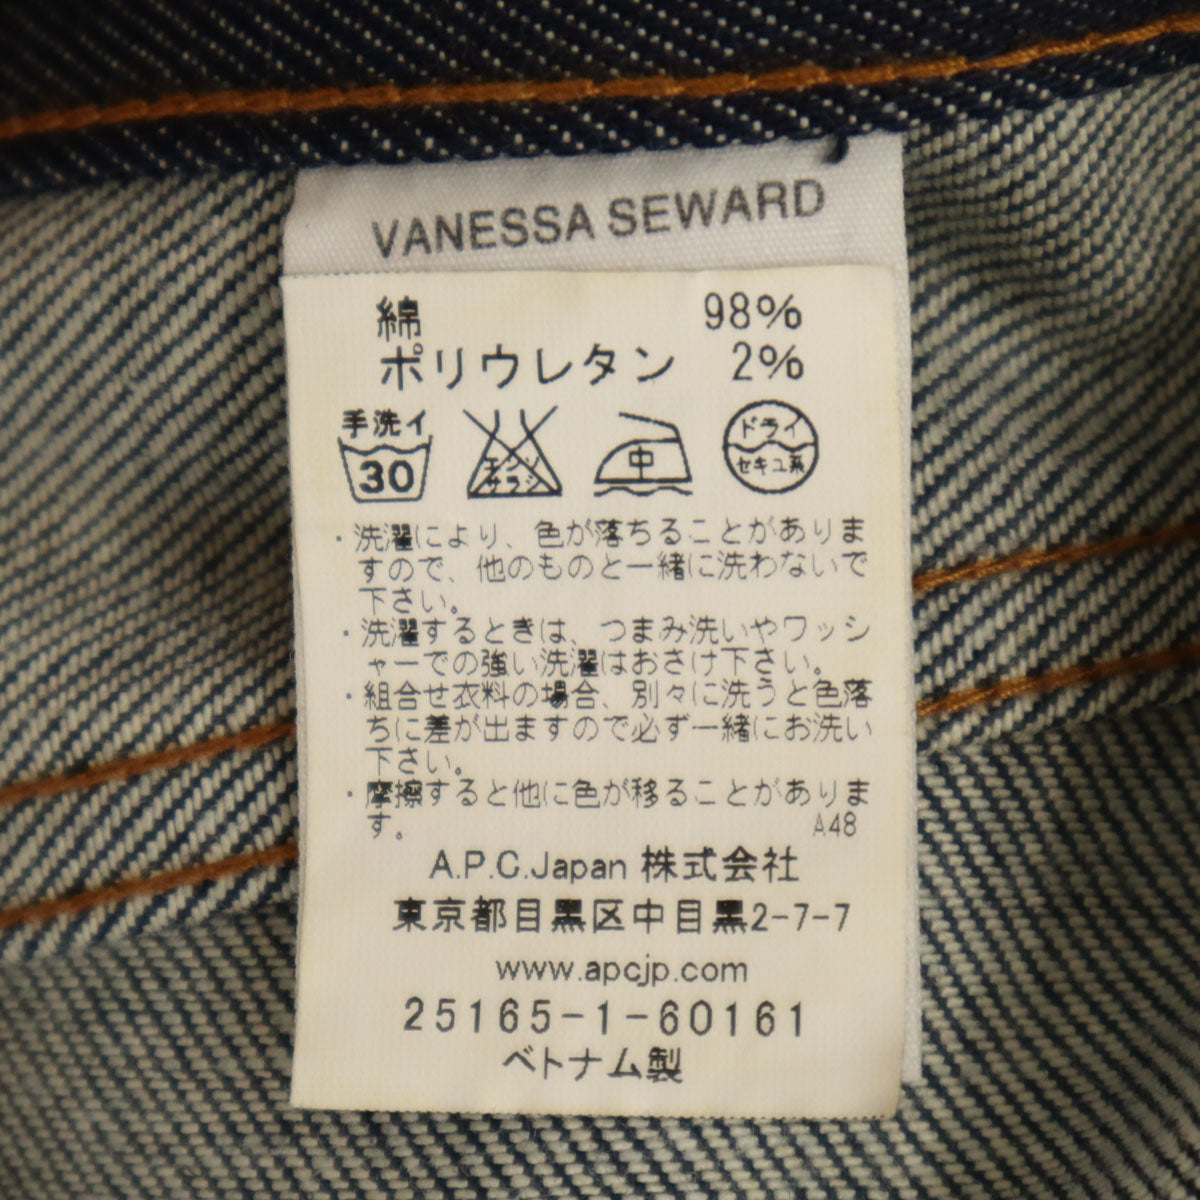 VANESSA SEWARD
綿 98%
ポリウレタン 2%
手洗イ
30
エンソ
サラシ
中
ドライ
セキユ系
・洗濯により、色が落ちることがありま
すので、他のものと一緒に洗わないで
下さい。
・洗濯するときは、つまみ洗いやワッシ
ャーでの強い洗濯はおさけ下さい。
・組合せ衣料の場合、別々に洗うと色落
ちに差が出ますので必ず一緒にお洗い
下さい。
・摩擦すると他に色が移ることがありま
す。 A48
A.P.C.Japan 株式会社
東京都目黒区中目黒2-7-7
www.apcjp.com
25165-1-60161
ベトナム製